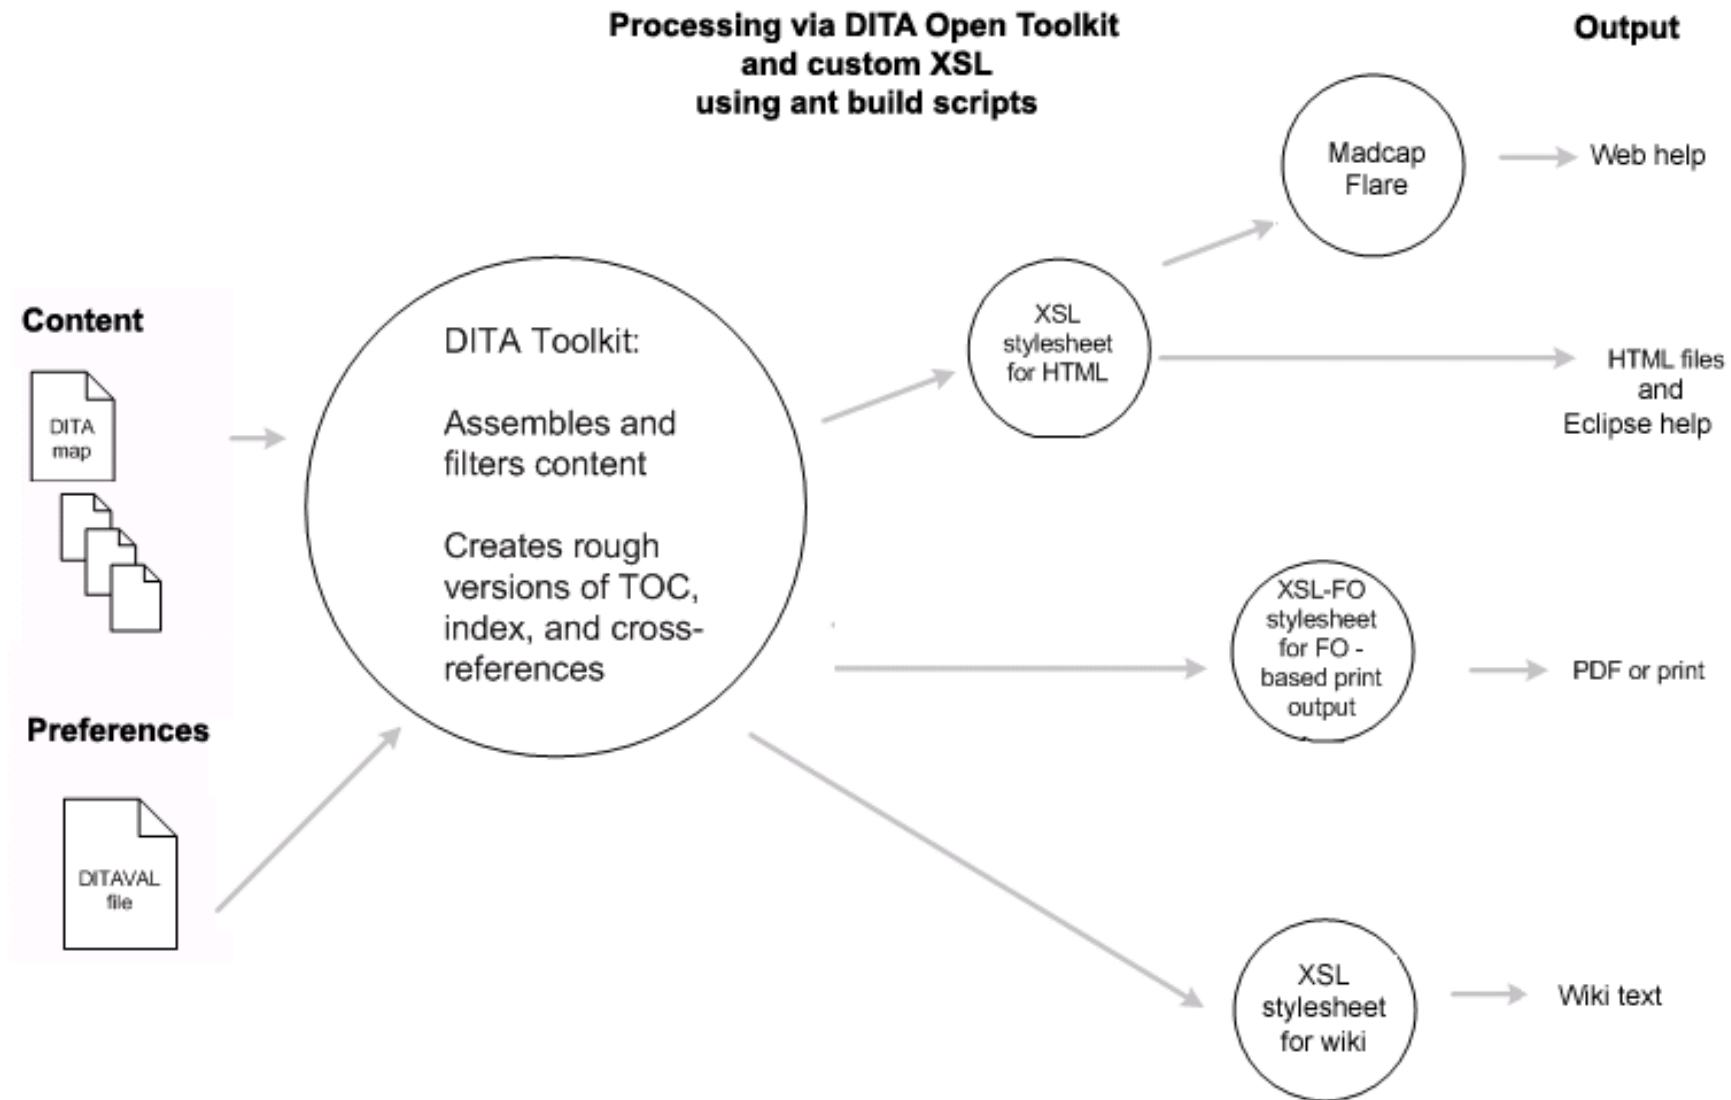 Processing via DITA Open Toolkit
and custom XSL
using ant build scripts
Output
Content
DITA
map
Preferences
DITAVAL
file
DITA Toolkit:
Assembles and
filters content
Creates rough
versions of TOC,
index, and cross-
references
XSL
stylesheet
for HTML
Madcap
Flare
Web help
HTML files
and
Eclipse help
XSL-FO
stylesheet
for FO -
based print
output
PDF or print
XSL
stylesheet
for wiki
Wiki text